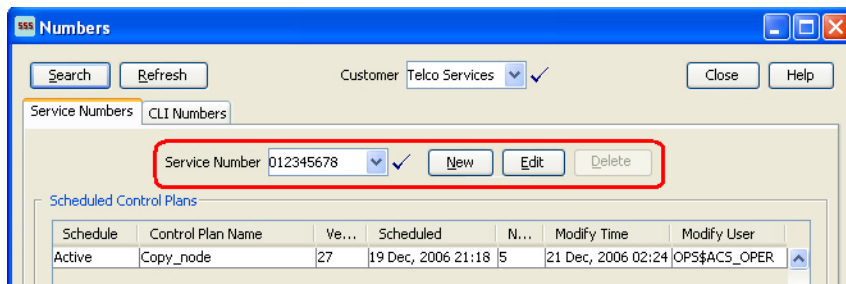 SSS Numbers
Search Refresh Customer Telco Services Close Help
Service Numbers CLI Numbers
Service Number 012345678 New Edit Delete
Scheduled Control Plans
Schedule Control Plan Name Ve... Scheduled N... Modify Time Modify User
Active Copy_node 27 19 Dec, 2006 21:18 5 21 Dec, 2006 02:24 OPS$ACS_OPER